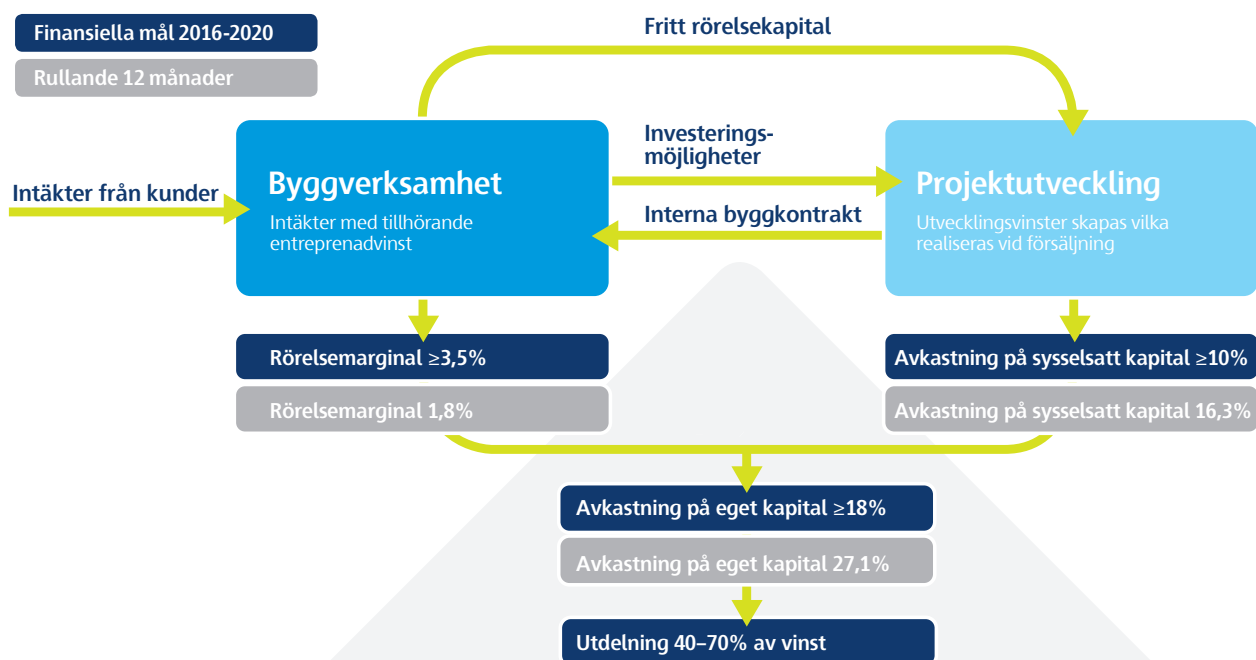 Finansiella mål 2016-2020
Rullande 12 månader
Fritt rörelsekapital
Intäkter från kunder
Byggverksamhet
Intäkter med tillhörande
entreprenadvinst
Investerings-
möjligheter
Interna byggkontrakt
Projektutveckling
Utvecklingsvinster skapas vilka
realiseras vid försäljning
Rörelsemarginal ≥3,5%
Rörelsemarginal 1,8%
Avkastning på sysselsatt kapital ≥10%
Avkastning på sysselsatt kapital 16,3%
Avkastning på eget kapital ≥18%
Avkastning på eget kapital 27,1%
Utdelning 40–70% av vinst